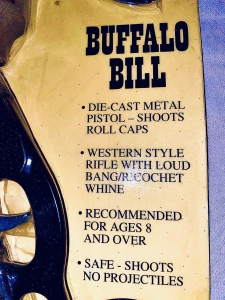 BUFFALO
BILL
• DIE-CAST METAL
PISTOL – SHOOTS
ROLL CAPS
• WESTERN STYLE
RIFLE WITH LOUD
BANG/RICOCHET
WHINE
• RECOMMENDED
FOR AGES 8
AND OVER
• SAFE - SHOOTS
NO PROJECTILES